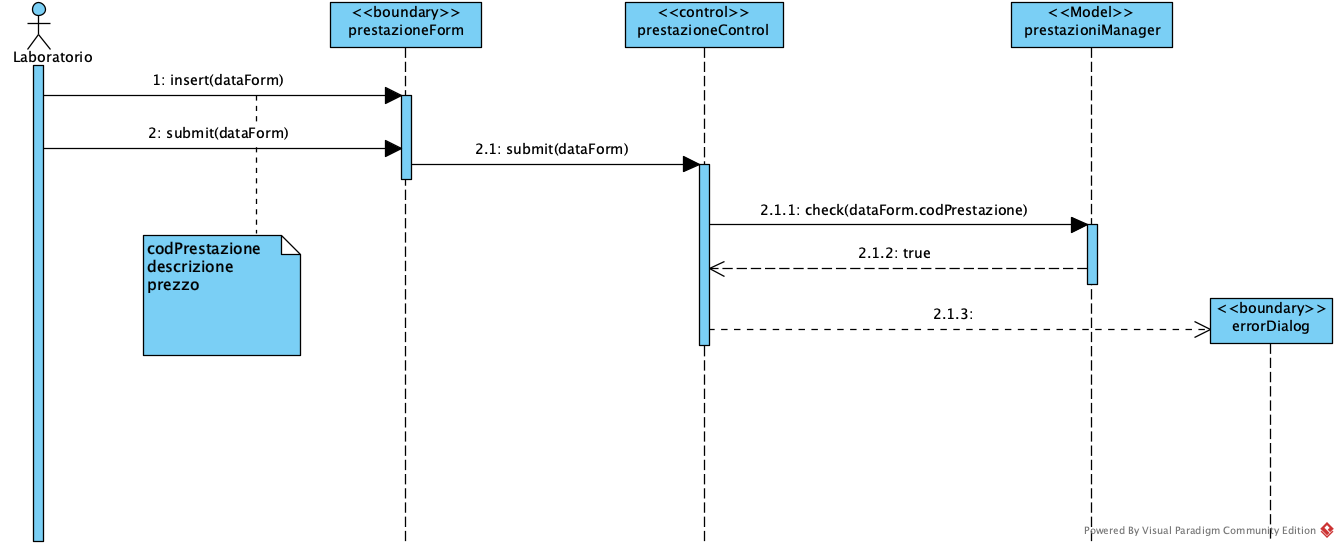 <<boundary>>
prestazioneForm
<<control>>
prestazioneControl
<<Model>>
prestazioniManager
Laboratorio
1: insert(dataForm)
2: submit(dataForm)
2.1: submit(dataForm)
2.1.1: check(dataForm.codPrestazione)
codPrestazione
descrizione
prezzo
2.1.2: true
2.1.3:
<<boundary>>
errorDialog
Powered By Visual Paradigm Community Edition